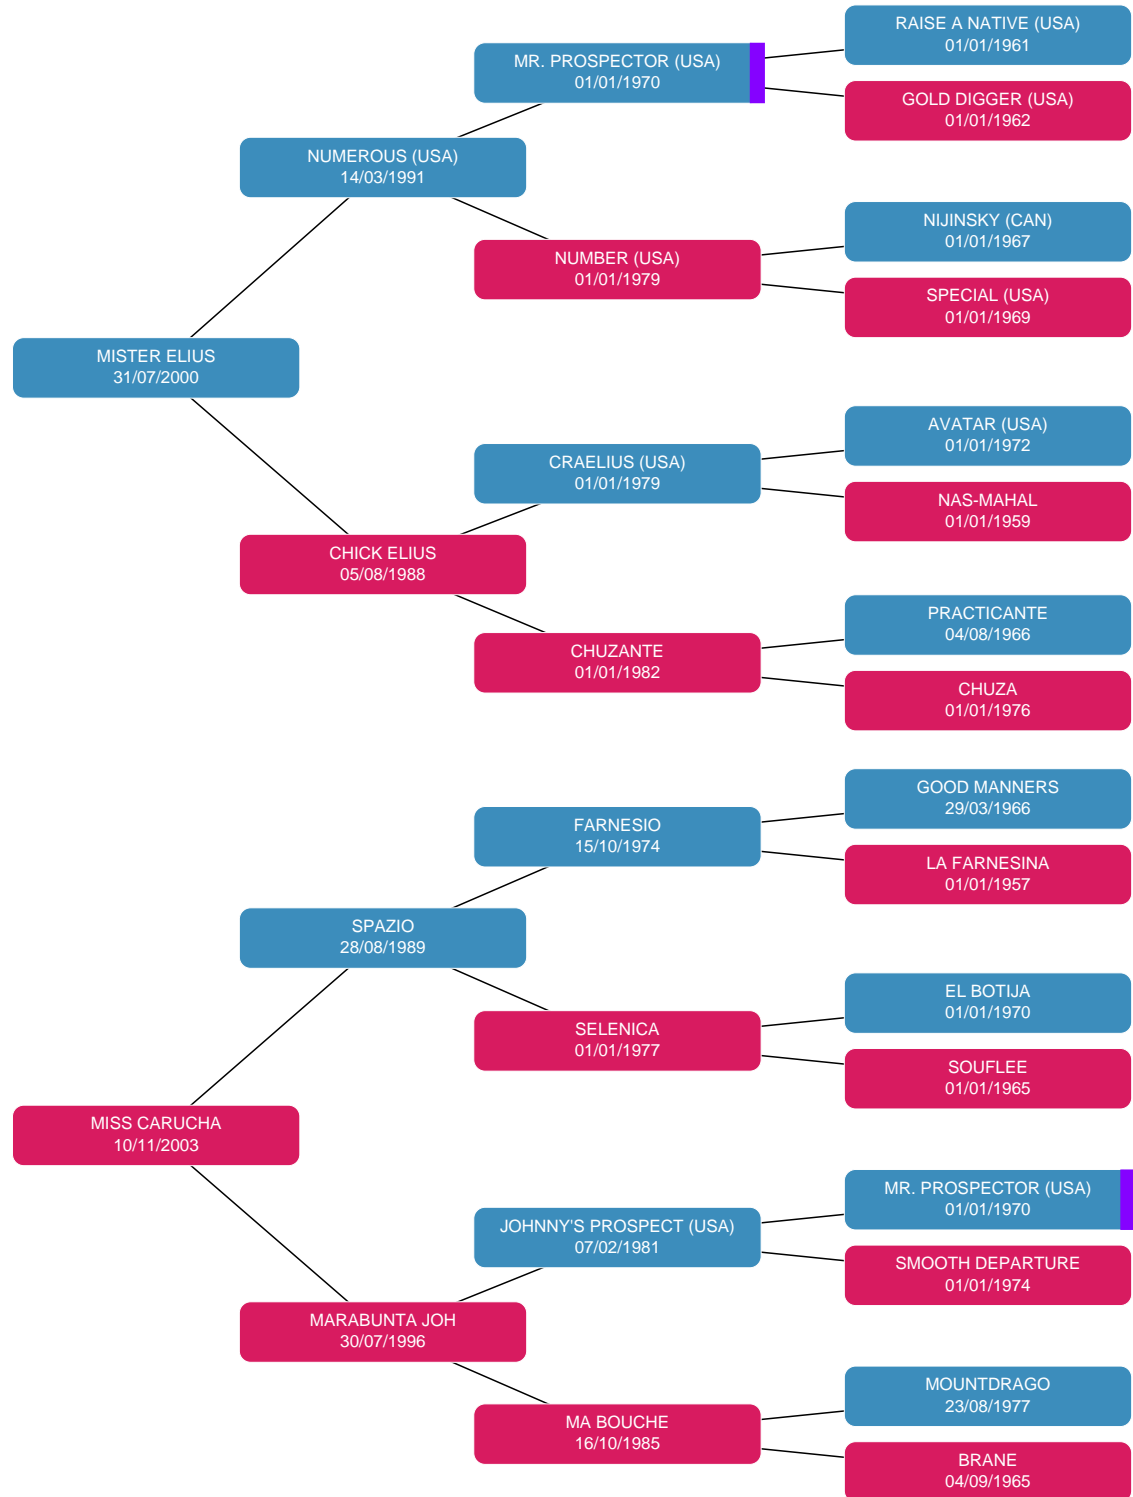 RAISE A NATIVE (USA)
01/01/1961
MR. PROSPECTOR (USA)
01/01/1970
GOLD DIGGER (USA)
01/01/1962
NUMEROUS (USA)
14/03/1991
NIJINSKY (CAN)
01/01/1967
NUMBER (USA)
01/01/1979
SPECIAL (USA)
01/01/1969
MISTER ELIUS
31/07/2000
AVATAR (USA)
01/01/1972
CRAELIUS (USA)
01/01/1979
NAS-MAHAL
01/01/1959
CHICK ELIUS
05/08/1988
PRACTICANTE
04/08/1966
CHUZANTE
01/01/1982
CHUZA
01/01/1976
GOOD MANNERS
29/03/1966
FARNESIO
15/10/1974
LA FARNESINA
01/01/1957
SPAZIO
28/08/1989
EL BOTIJA
01/01/1970
SELENICA
01/01/1977
SOUFLEE
01/01/1965
MISS CARUCHA
10/11/2003
MR. PROSPECTOR (USA)
01/01/1970
JOHNNY'S PROSPECT (USA)
07/02/1981
SMOOTH DEPARTURE
01/01/1974
MARABUNTA JOH
30/07/1996
MOUNTDRAGO
23/08/1977
MA BOUCHE
16/10/1985
BRANE
04/09/1965